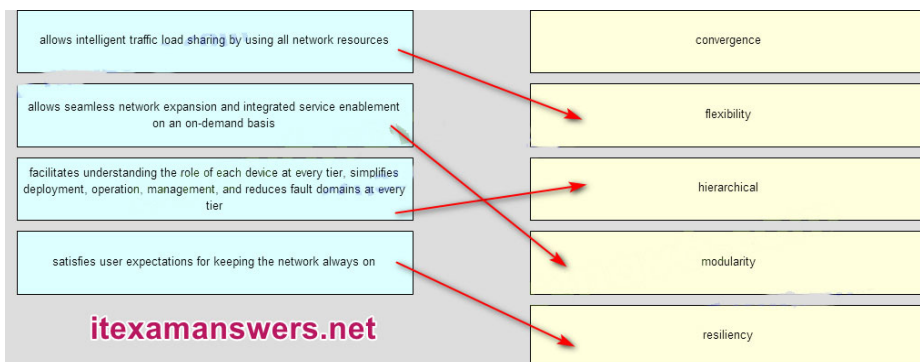 allows intelligent traffic load sharing by using all network resources
convergence
allows seamless network expansion and integrated service enablement
on an on-demand basis
flexibility
facilitates understanding the role of each device at every tier, simplifies
deployment, operation, management, and reduces fault domains at every
tier
hierarchical
satisfies user expectations for keeping the network always on
modularity
itexamanswers.net
resiliency